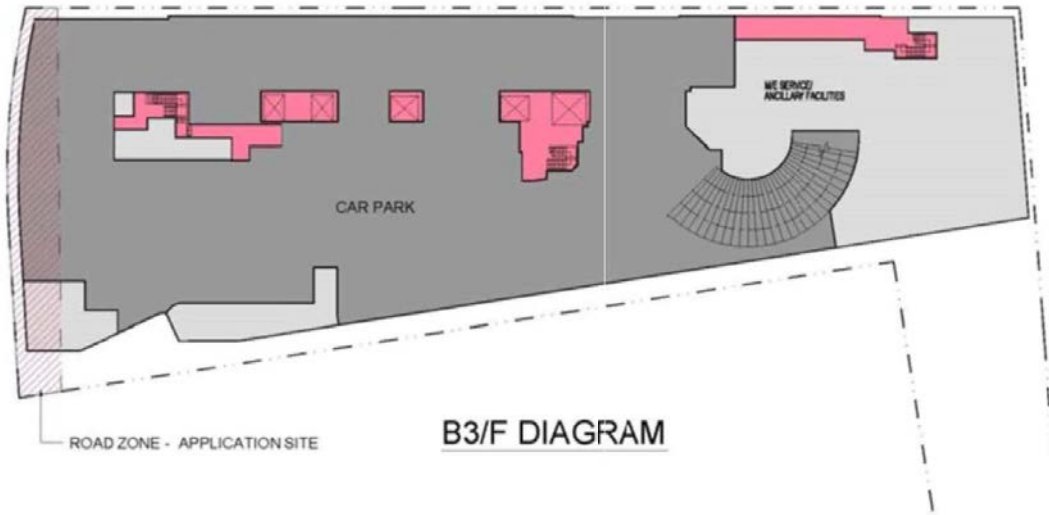 M/E SERVICE/
ANCILLARY FACILITIES
CAR PARK
ROAD ZONE - APPLICATION SITE
B3/F DIAGRAM